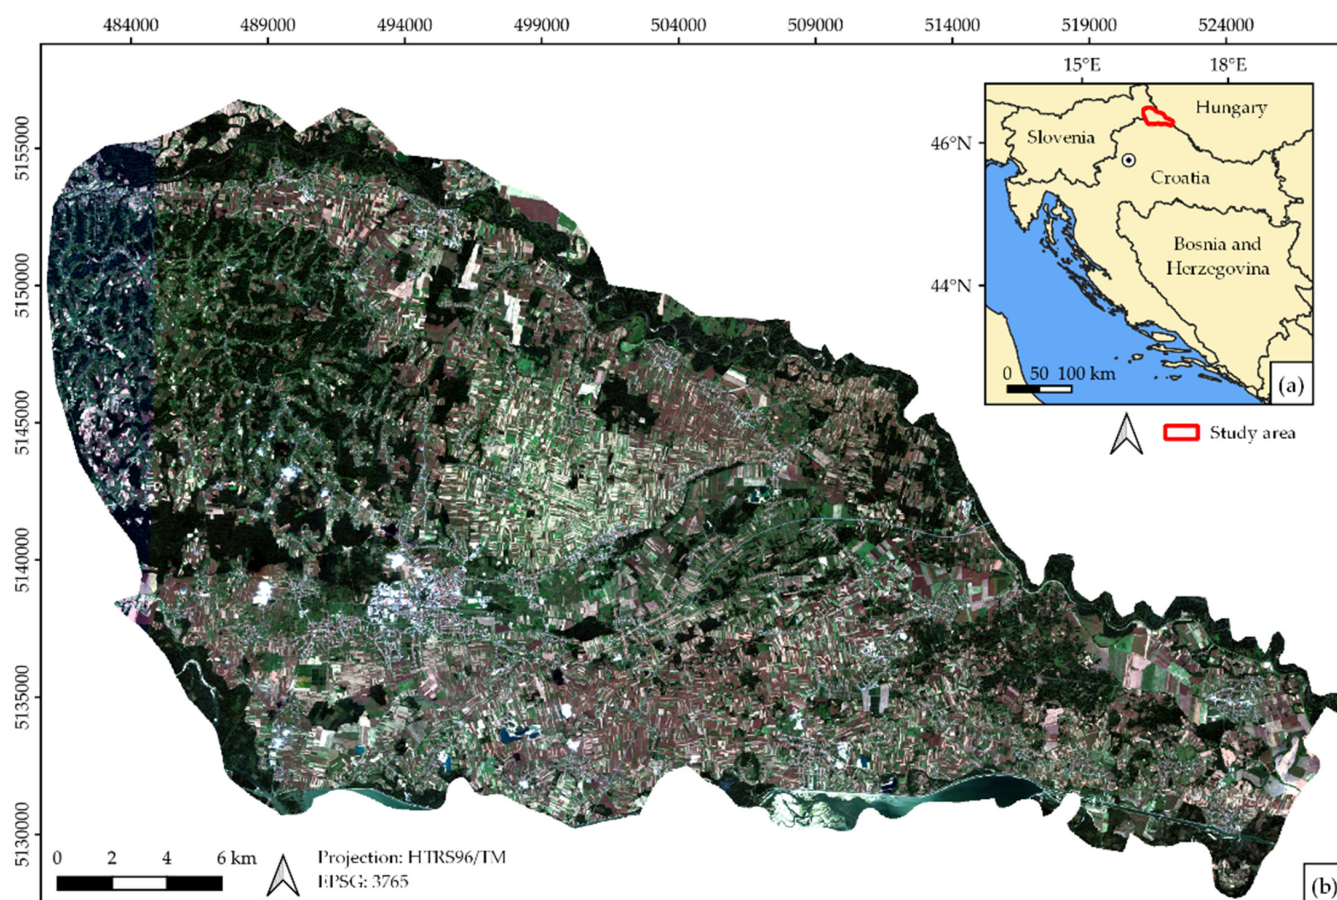 484000 489000 494000 499000 504000 509000 514000 519000 524000
15°E 18°E
5155000
46°N
44°N
Hungary
Slovenia
Croatia
Bosnia and
Herzegovina
0 50 100 km
(a)
Study area
5150000
5145000
5140000
5135000
5130000
0 2 4 6 km
Projection: HTRS96/TM
EPSG: 3765
(b)